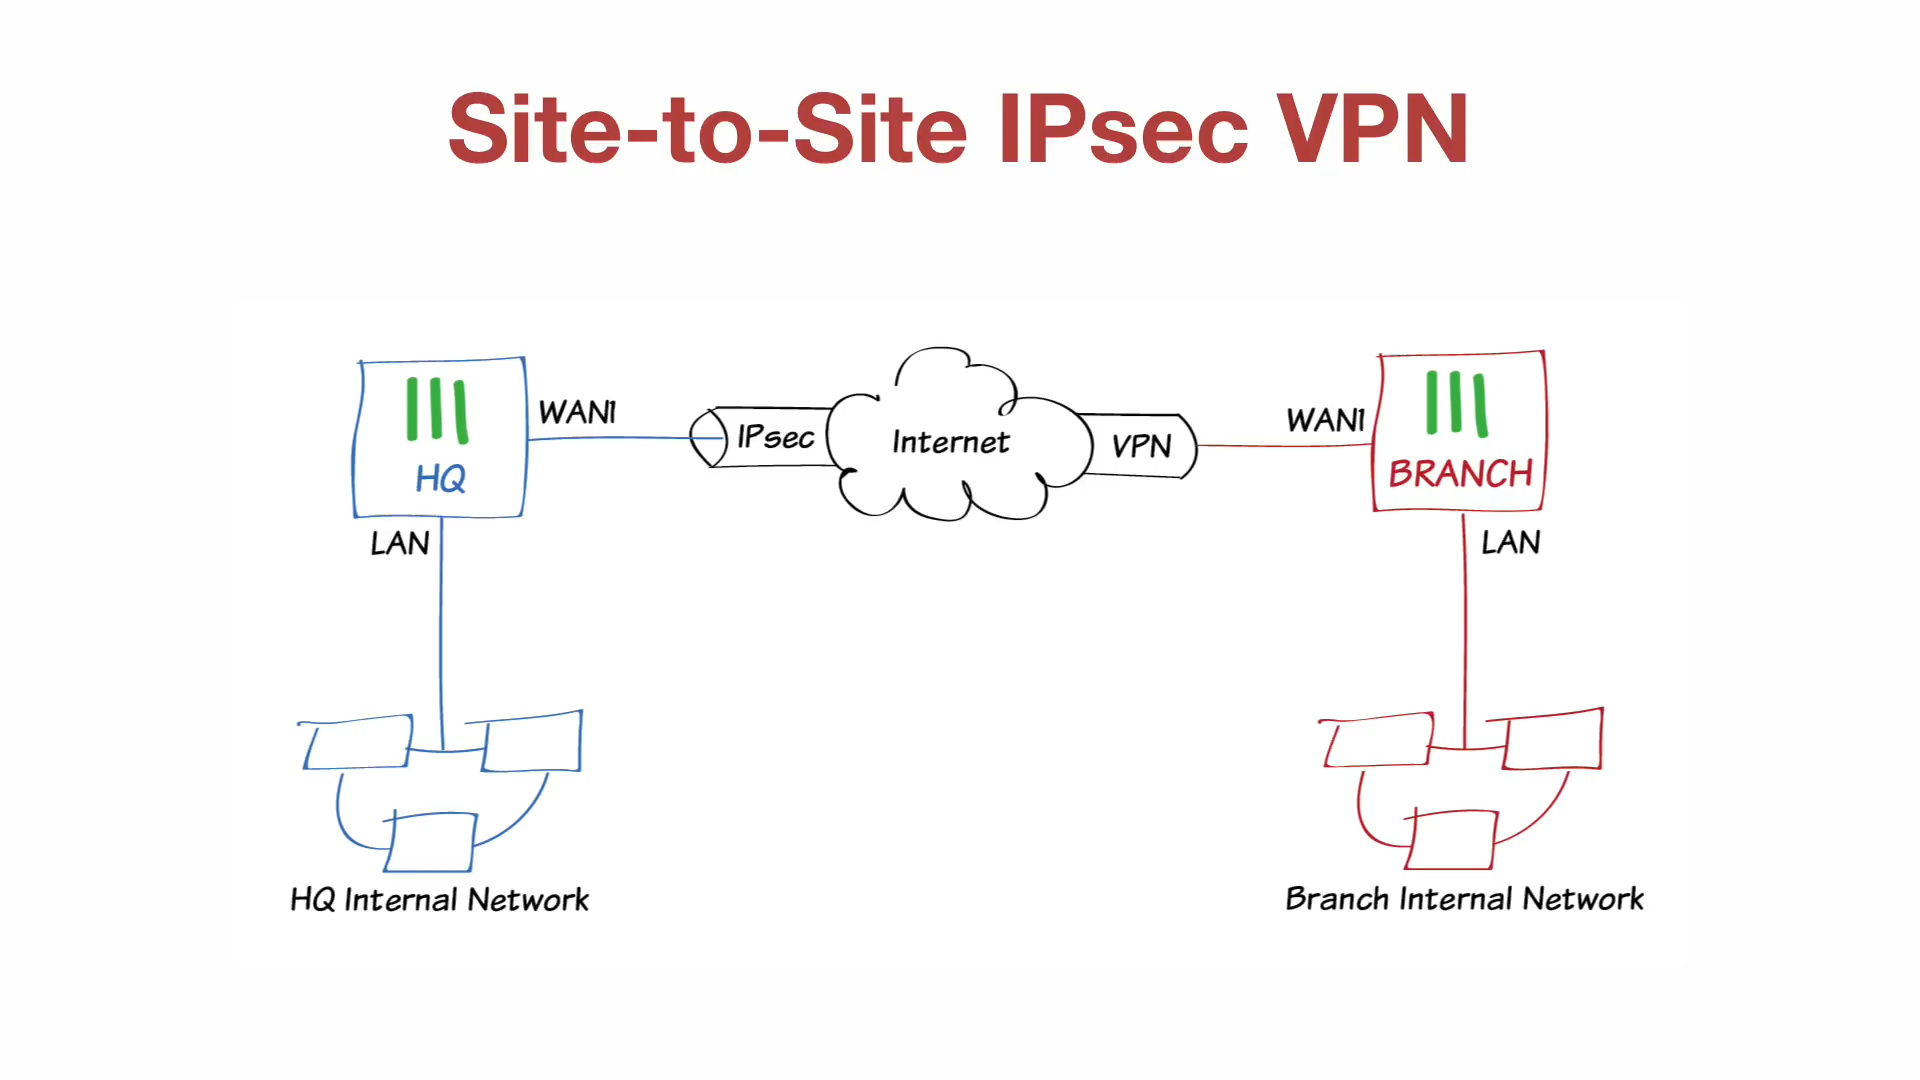 Site-to-Site IPsec VPN
WAN1
IPsec
Internet
VPN
WAN1
HQ
BRANCH
LAN
LAN
HQ Internal Network
Branch Internal Network